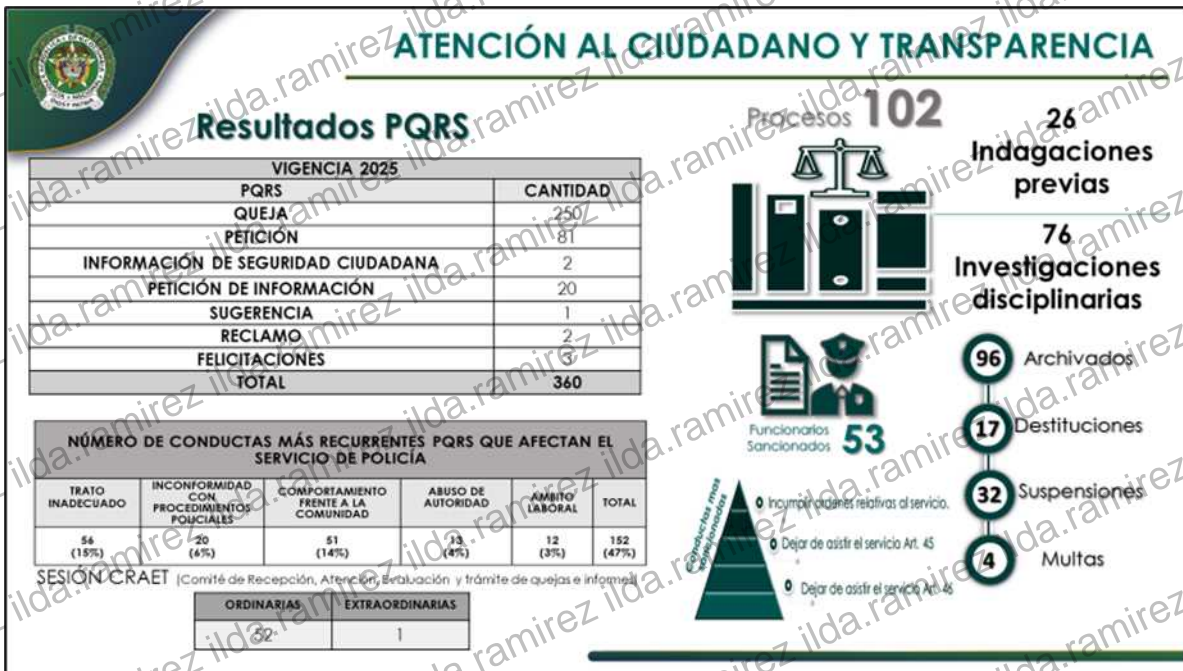 ATENCIÓN AL CIUDADANO Y TRANSPARENCIA
Resultados PQRS
VIGENCIA 2025
PQRS CANTIDAD
QUEJA 250
PETICIÓN 81
INFORMACIÓN DE SEGURIDAD CIUDADANA 2
PETICIÓN DE INFORMACIÓN 20
SUGERENCIA 1
RECLAMO 2
FELICITACIONES 3
TOTAL 360
NÚMERO DE CONDUCTAS MÁS RECURRENTES PQRS QUE AFECTAN EL
SERVICIO DE POLICÍA
TRATO INADECUADO
INCONFORMIDAD CON PROCEDIMIENTOS POLICIALES
COMPORTAMIENTO FRENTE A LA COMUNIDAD
ABUSO DE AUTORIDAD
AMBITO LABORAL
TOTAL
56 20 51 13 12 152
(15%) (6%) (14%) (4%) (3%) (47%)
SESIÓN CRAET (Comité de Recepción, Atención, Evaluación y trámite de quejas e informes)
ORDINARIAS EXTRAORDINARIAS
52 1
Procesos 102
26
Indagaciones
previas
76
Investigaciones
disciplinarias
Funcionarios
Sancionados 53
96 Archivados
17 Destituciones
32 Suspensiones
4 Multas
Conductas mas
sancionadas
Incumplir ordenes relativas al servicio.
Dejar de asistir el servicio Art. 45
Dejar de asistir el servicio Art. 46
ilda.ramirez